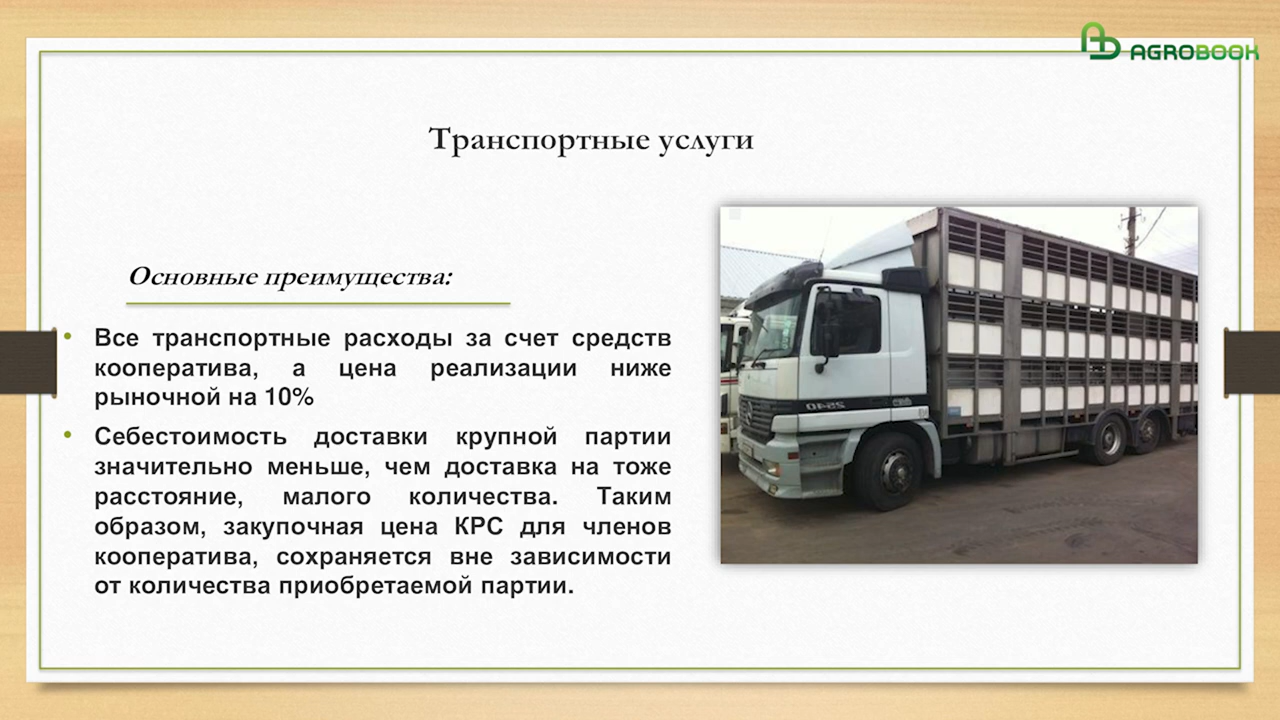 AGROBOOK
Транспортные услуги
Основные преимущества:
• Все транспортные расходы за счет средств
кооператива, а цена реализации ниже
рыночной на 10%
• Себестоимость доставки крупной партии
значительно меньше, чем доставка на тоже
расстояние, малого количества. Таким
образом, закупочная цена КРС для членов
кооператива, сохраняется вне зависимости
от количества приобретаемой партии.
2540